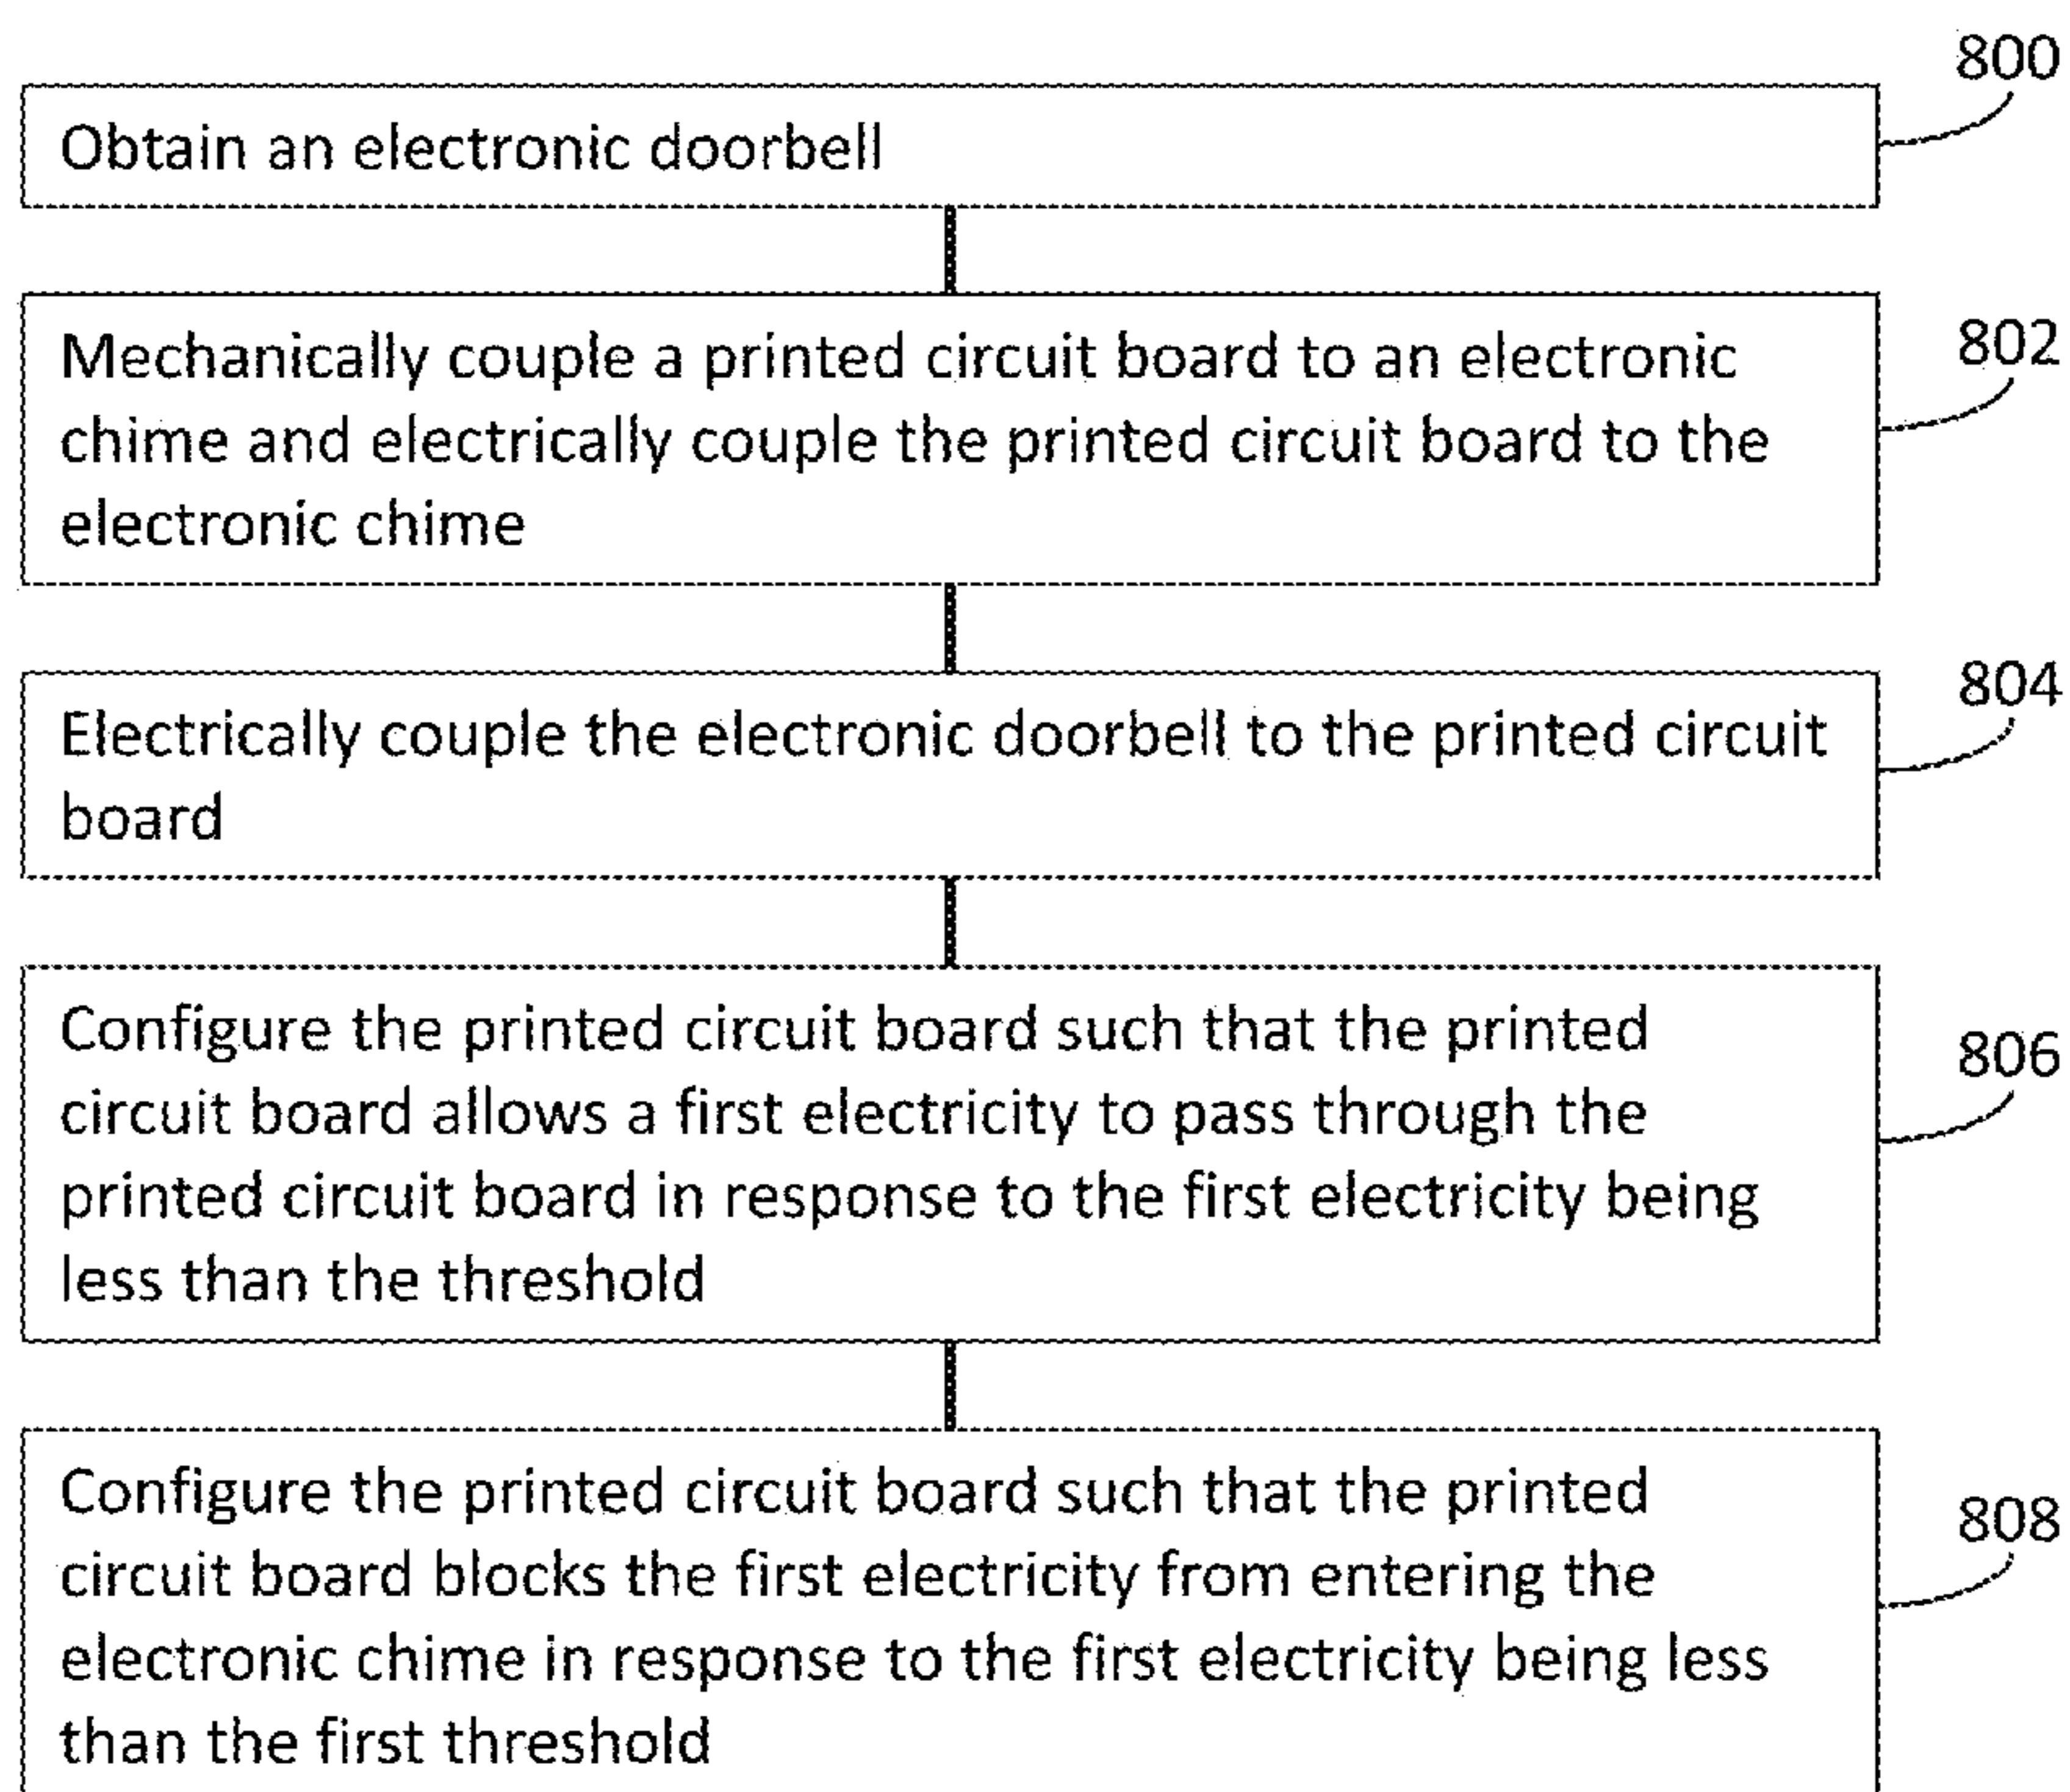 800
Obtain an electronic doorbell
Mechanically couple a printed circuit board to an electronic
802
chime and electrically couple the printed circuit board to the
electronic chime
804
Electrically couple the electronic doorbell to the printed circuit
board
Configure the printed circuit board such that the printed
806
circuit board allows a first electricity to pass through the
printed circuit board in response to the first electricity being
less than the threshold
Configure the printed circuit board such that the printed
808
circuit board blocks the first electricity from entering the
electronic chime in response to the first electricity being less
than the first threshold